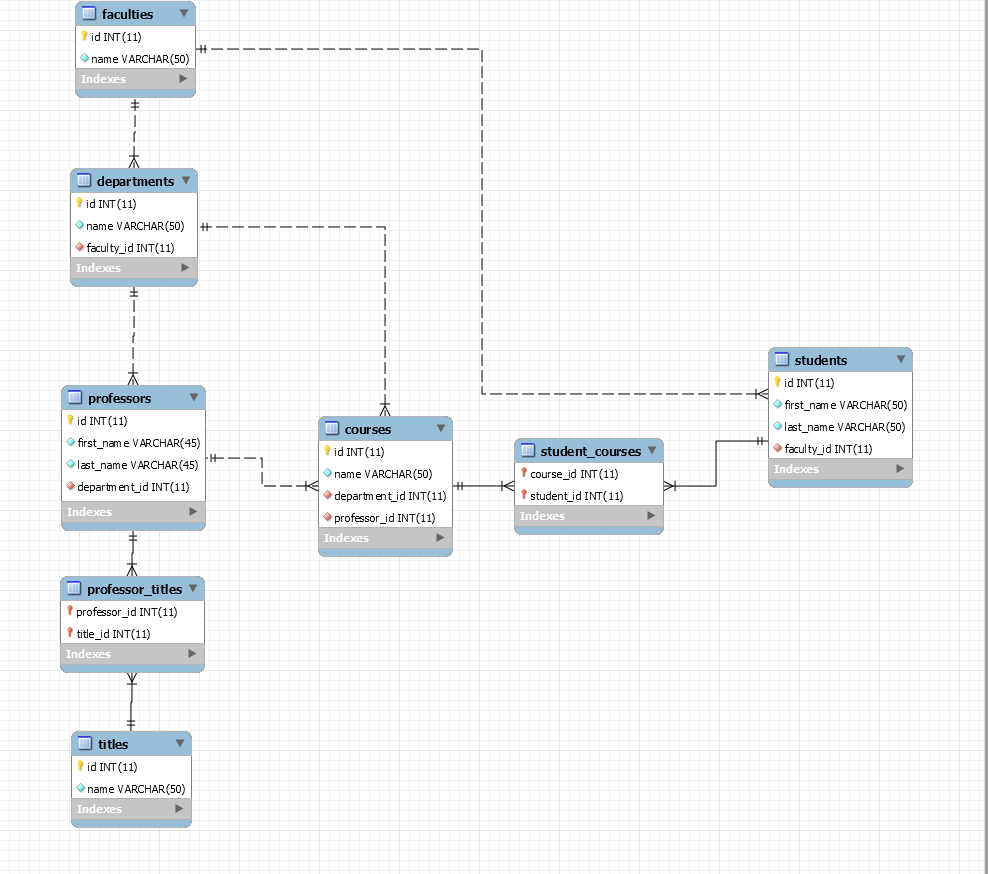 faculties
id INT(11)
name VARCHAR(50)
Indexes
departments
id INT(11)
name VARCHAR(50)
faculty_id INT(11)
Indexes
professors
id INT(11)
first_name VARCHAR(45)
last_name VARCHAR(45)
department_id INT(11)
Indexes
courses
id INT(11)
name VARCHAR(50)
department_id INT(11)
professor_id INT(11)
Indexes
student_courses
course_id INT(11)
student_id INT(11)
Indexes
students
id INT(11)
first_name VARCHAR(50)
last_name VARCHAR(50)
faculty_id INT(11)
Indexes
professor_titles
professor_id INT(11)
title_id INT(11)
Indexes
titles
id INT(11)
name VARCHAR(50)
Indexes